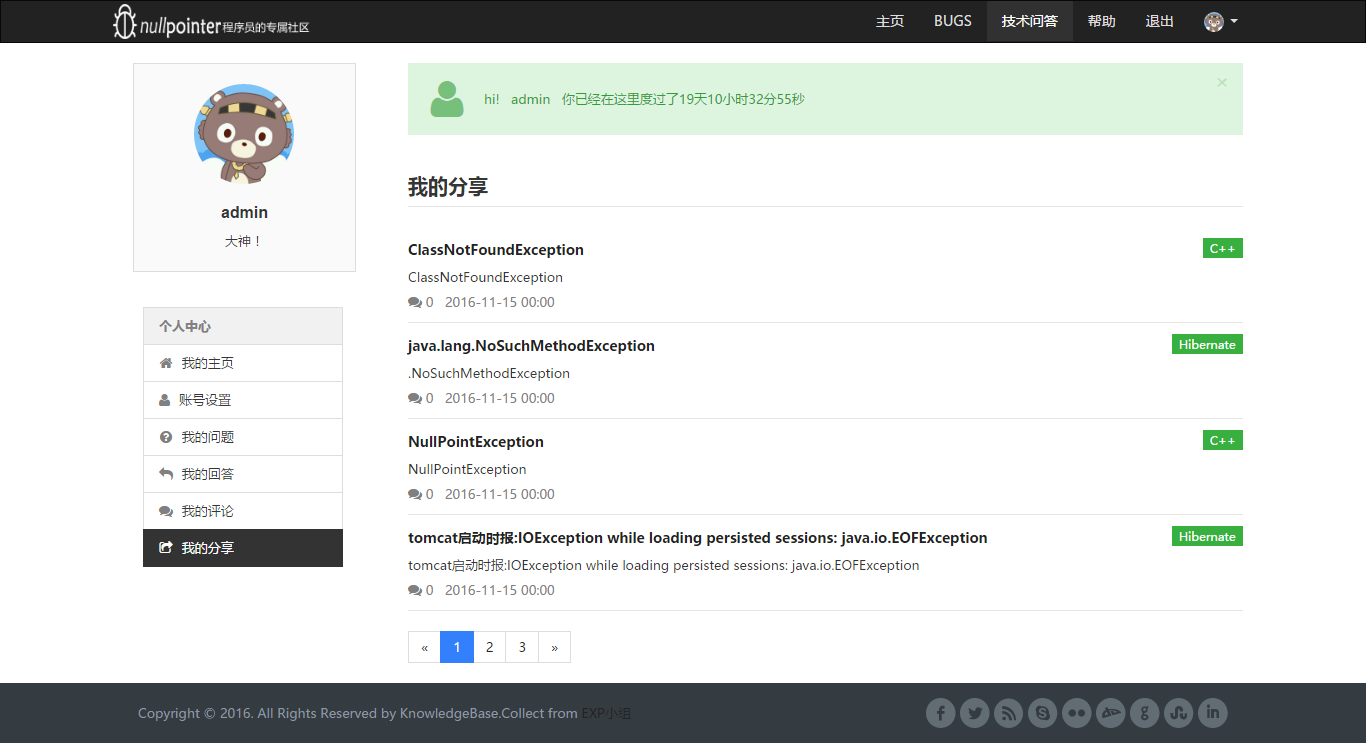 nullpointer程序员的专属社区
主页 BUGS 技术问答 帮助 退出
admin
大神！
个人中心
我的主页
账号设置
我的问题
我的回答
我的评论
我的分享
hi! admin 你已经在这里度过了19天10小时32分55秒
×
我的分享
ClassNotFoundException C++
ClassNotFoundException
0 2016-11-15 00:00
java.lang.NoSuchMethodException Hibernate
.NoSuchMethodException
0 2016-11-15 00:00
NullPointException C++
NullPointException
0 2016-11-15 00:00
tomcat启动时报:IOException while loading persisted sessions: java.io.EOFException Hibernate
tomcat启动时报:IOException while loading persisted sessions: java.io.EOFException
0 2016-11-15 00:00
« 1 2 3 »
Copyright © 2016. All Rights Reserved by KnowledgeBase.Collect from EXP小组